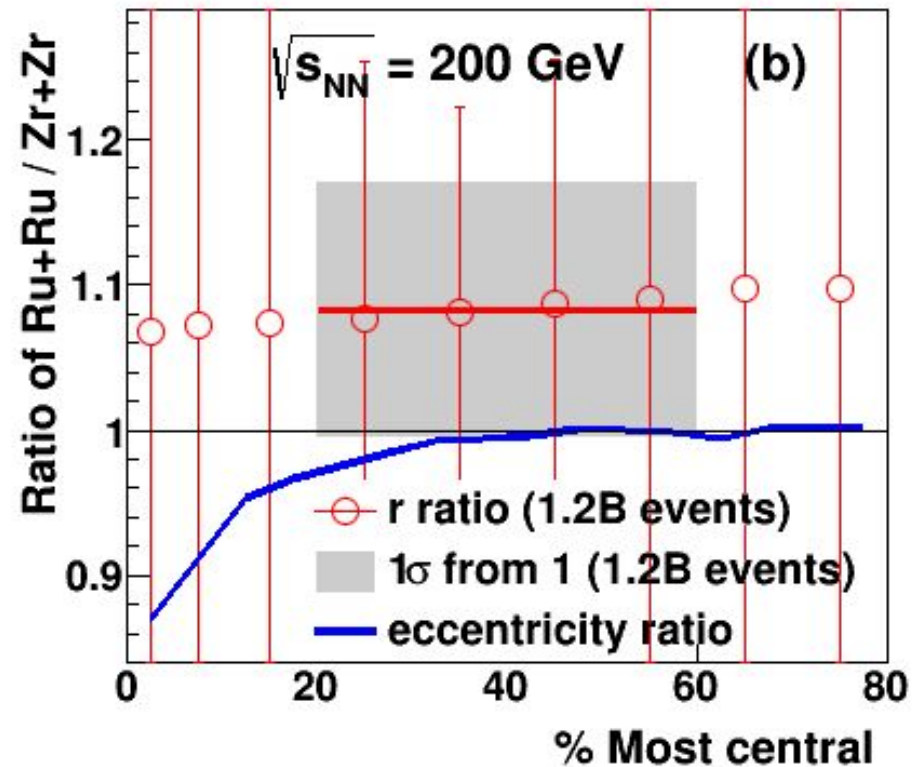 √s_NN = 200 GeV (b)
Ratio of Ru+Ru / Zr+Zr
1.2
1.1
1
0.9
r ratio (1.2B events)
1σ from 1 (1.2B events)
eccentricity ratio
0 20 40 60 80
% Most central